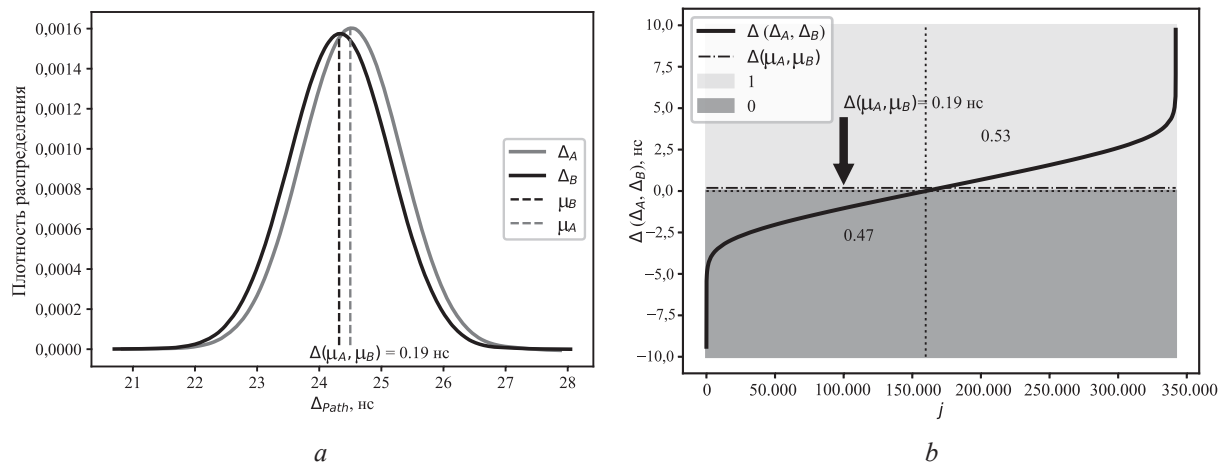 0,0016
0,0014
0,0012
0,0010
0,0008
0,0006
0,0004
0,0002
0,0000
Плотность распределения
Δ_A
Δ_B
μ_B
μ_A
Δ(μ_A, μ_B) = 0.19 нс
21 22 23 24 25 26 27 28
Δ_Path, нс
a
10,0
7,5
5,0
2,5
0,0
−2,5
−5,0
−7,5
−10,0
Δ (Δ_A, Δ_B), нс
Δ (Δ_A, Δ_B)
Δ(μ_A, μ_B)
1
0
Δ(μ_A, μ_B)= 0.19 нс
0.53
0.47
0 50.000 100.000 150.000 200.000 250.000 300.000 350.000
j
b